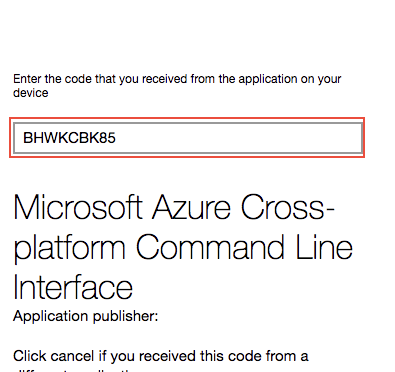 Enter the code that you received from the application on your
device
BHWKCBK85
Microsoft Azure Cross-
platform Command Line
Interface
Application publisher:
Click cancel if you received this code from a